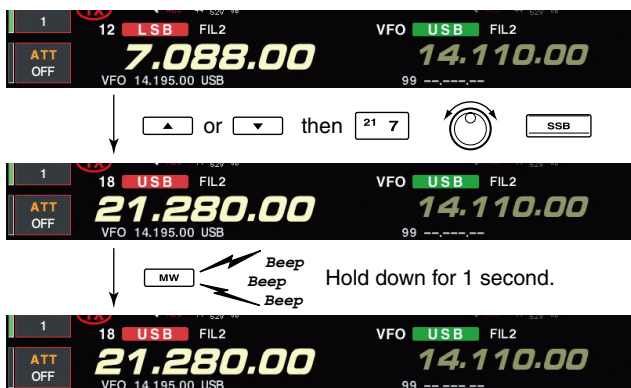 1 12 LSB FIL2 VFO USB FIL2
ATT OFF 7.088.00 14.110.00
VFO 14.195.00 USB 99 --.---.--
▲ or ▼ then 21 7 SSB
TX
1 18 USB FIL2 VFO USB FIL2
ATT OFF 21.280.00 14.110.00
VFO 14.195.00 USB 99 --.---.--
Beep
MW Beep Hold down for 1 second.
Beep
1 18 USB FIL2 VFO USB FIL2
ATT OFF 21.280.00 14.110.00
VFO 14.195.00 USB 99 --.---.--